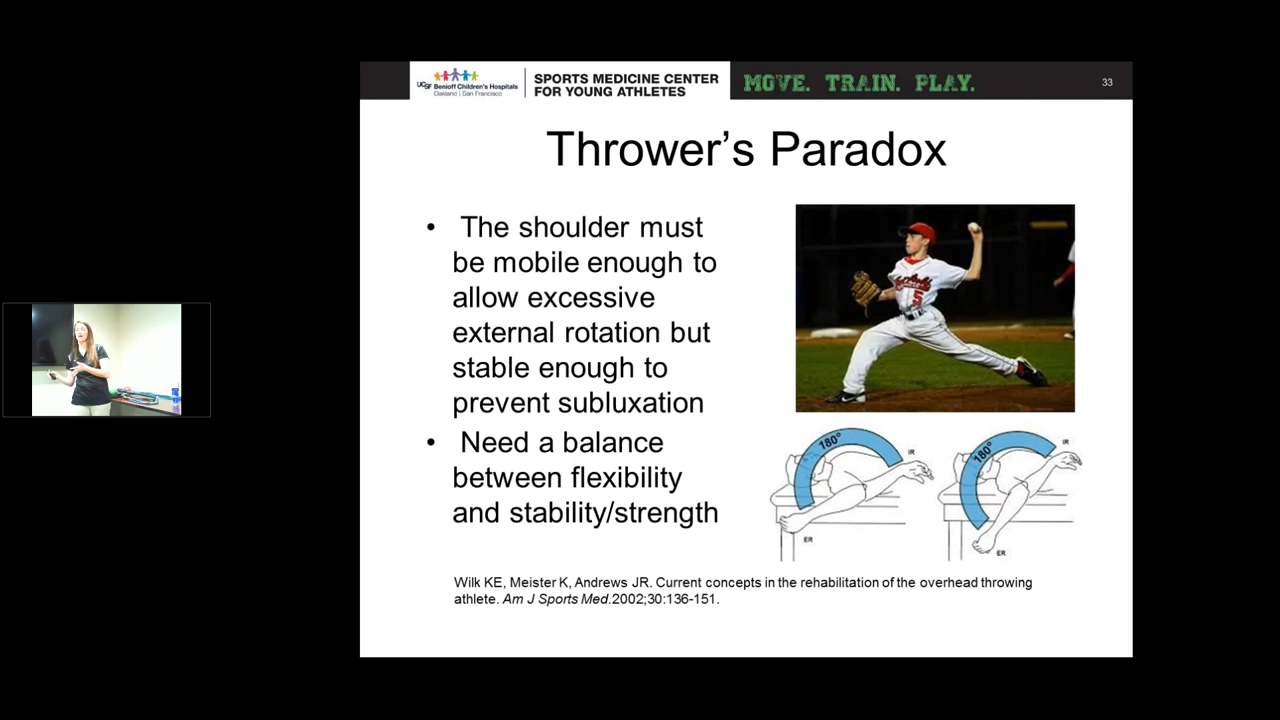 UCSF Benioff Children's Hospitals
Oakland | San Francisco
SPORTS MEDICINE CENTER
FOR YOUNG ATHLETES
MOVE. TRAIN. PLAY.
33
Thrower's Paradox
• The shoulder must
be mobile enough to
allow excessive
external rotation but
stable enough to
prevent subluxation
• Need a balance
between flexibility
and stability/strength
5
180°
IR
ER
180°
IR
ER
Wilk KE, Meister K, Andrews JR. Current concepts in the rehabilitation of the overhead throwing
athlete. Am J Sports Med.2002;30:136-151.